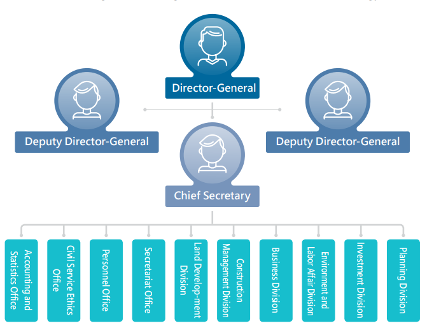 Director-General
Deputy Director-General
Deputy Director-General
Chief Secretary
Accounting and
Statistics Office
Civil Service Ethics
Office
Personnel Office
Secretariat Office
Land Develop-ment
Division
Construction
Management Division
Business Division
Environment and
Labor Affair Division
Investment Division
Planning Division